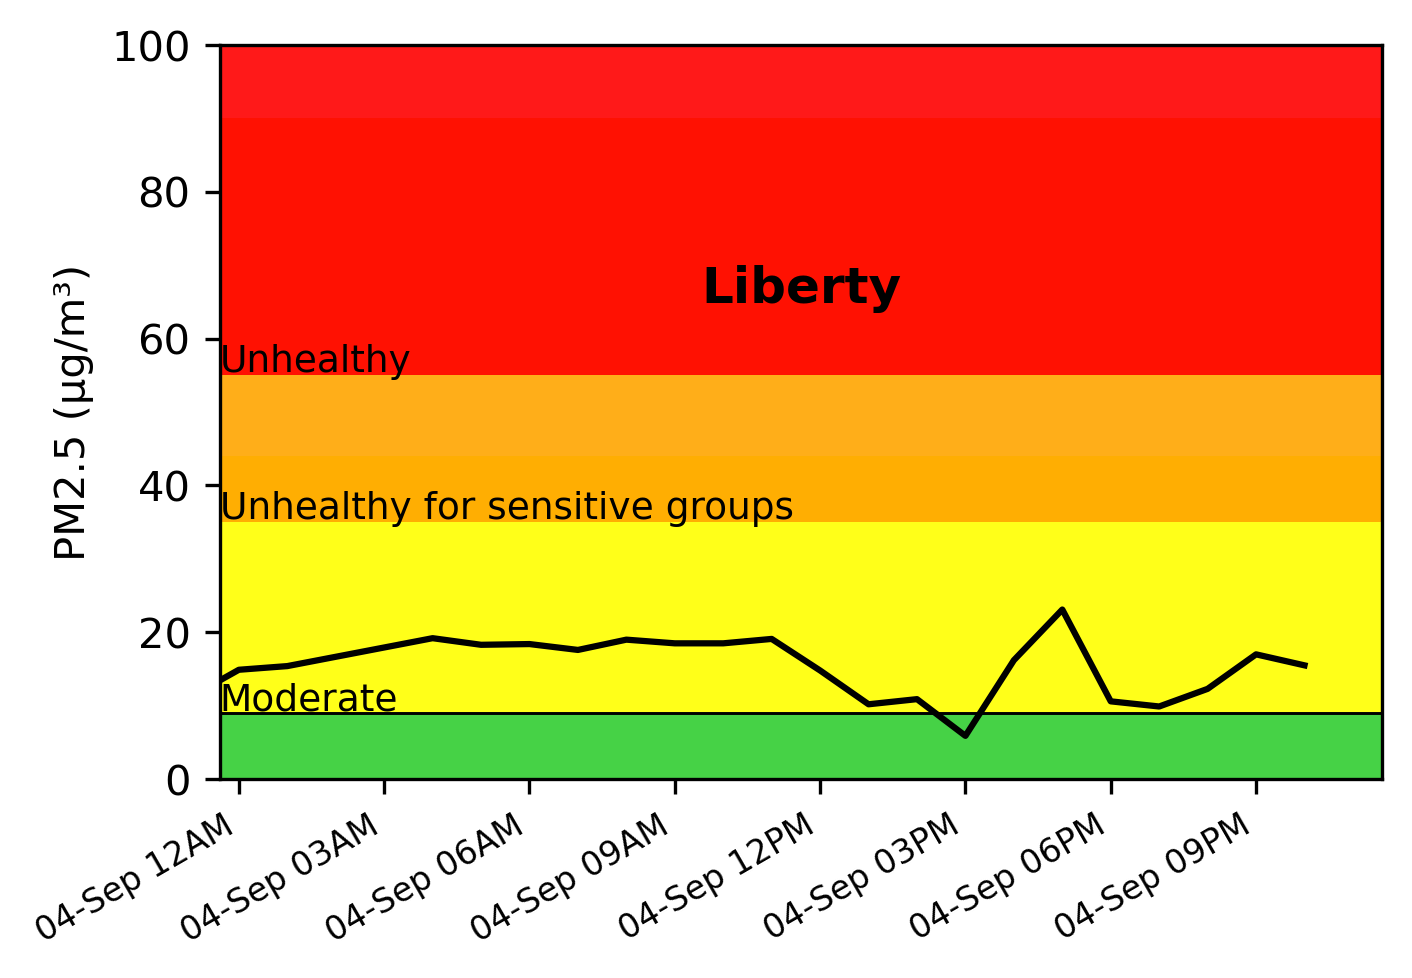 100
80
60
40
20
0
PM2.5 (µg/m³)
Liberty
Unhealthy
Unhealthy for sensitive groups
Moderate
04-Sep 12AM
04-Sep 03AM
04-Sep 06AM
04-Sep 09AM
04-Sep 12PM
04-Sep 03PM
04-Sep 06PM
04-Sep 09PM